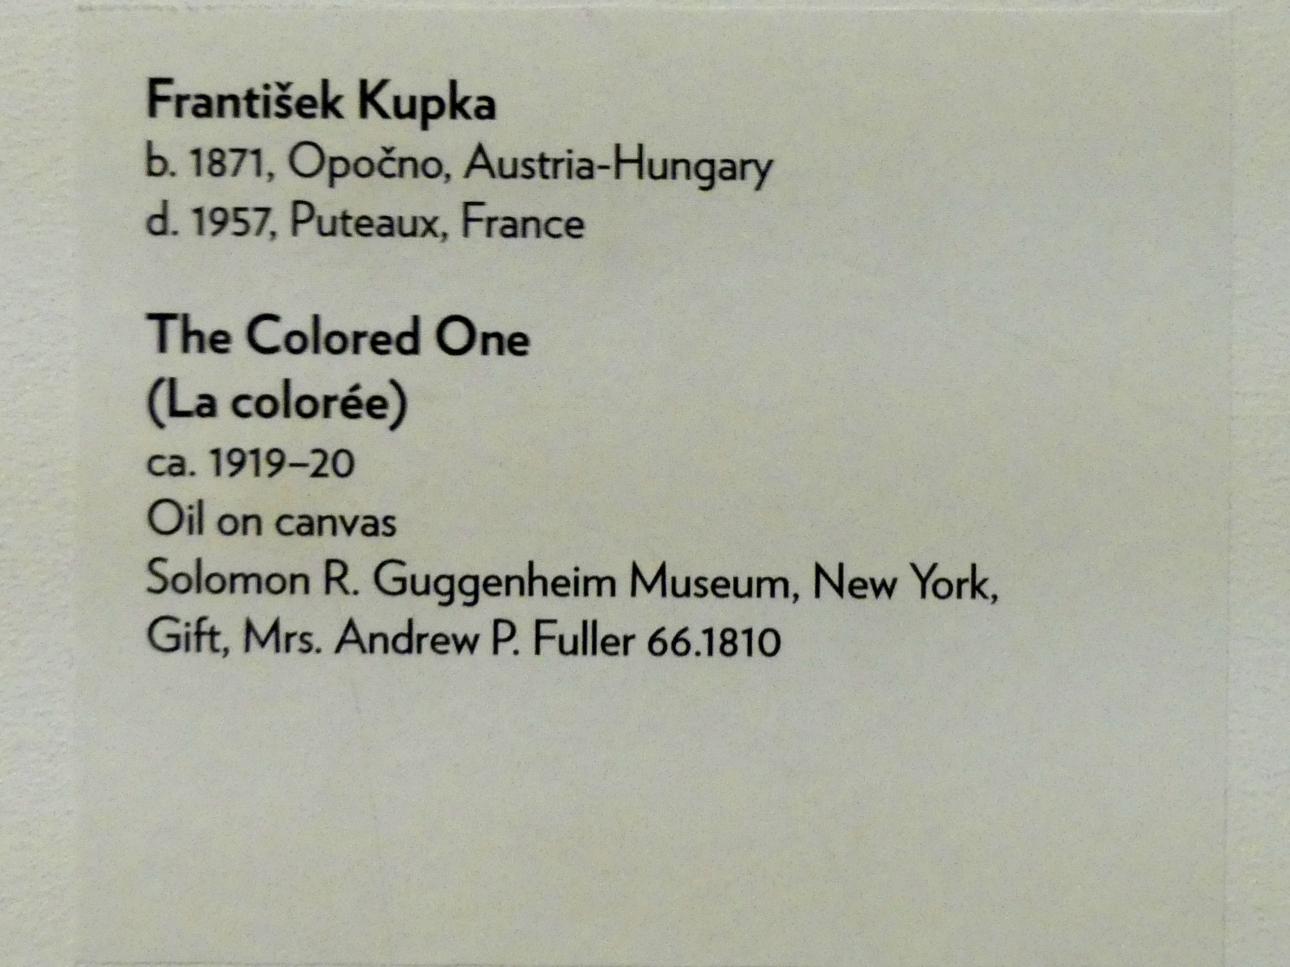 František Kupka
b. 1871, Opočno, Austria-Hungary
d. 1957, Puteaux, France
The Colored One
(La colorée)
ca. 1919–20
Oil on canvas
Solomon R. Guggenheim Museum, New York,
Gift, Mrs. Andrew P. Fuller 66.1810